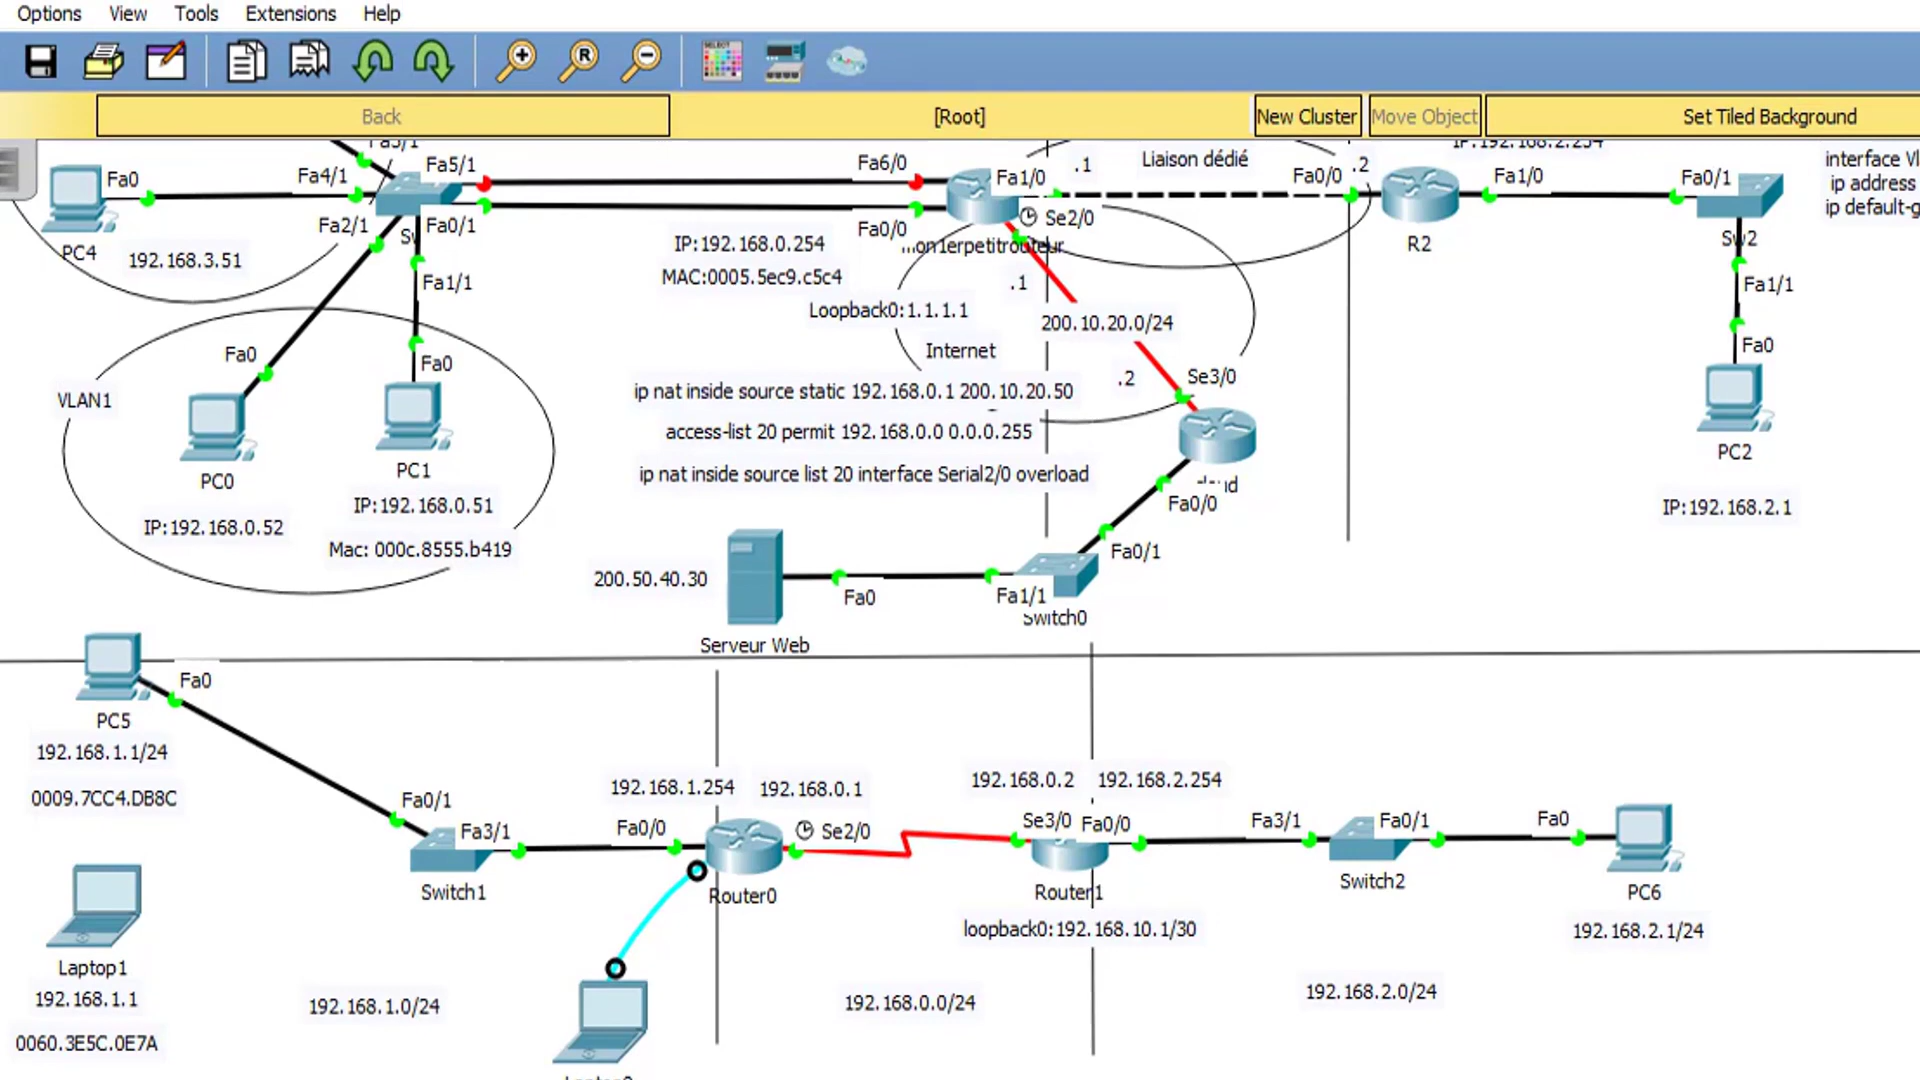 Options View Tools Extensions Help
Back [Root] New Cluster Move Object Set Tiled Background
Fa5/1
IP:192.168.2.254
PC4
Fa0
Fa4/1
Fa5/1
Fa2/1
Fa0/1
Fa1/1
192.168.3.51
Fa6/0
Fa0/0
Fa1/0
Se2/0
mon1erpetitrouteur
.1
Liaison dédié
.2
Fa0/0
R2
Fa1/0
Fa0/1
Sw2
Fa1/1
Fa0
PC2
IP:192.168.2.1
interface Vl
ip address
ip default-g
IP:192.168.0.254
MAC:0005.5ec9.c5c4
Loopback0:1.1.1.1
Internet
.1
200.10.20.0/24
.2
Se3/0
Fa0/0
ip nat inside source static 192.168.0.1 200.10.20.50
access-list 20 permit 192.168.0.0 0.0.0.255
ip nat inside source list 20 interface Serial2/0 overload
VLAN1
Fa0
PC0
IP:192.168.0.52
Fa0
PC1
IP:192.168.0.51
Mac: 000c.8555.b419
200.50.40.30
Fa0
Serveur Web
Fa1/1
Fa0/1
Switch0
Fa0
PC5
192.168.1.1/24
0009.7CC4.DB8C
Fa0/1
Fa3/1
Switch1
Fa0/0
192.168.1.254
192.168.0.1
Se2/0
Router0
192.168.0.2
192.168.2.254
Se3/0
Fa0/0
Router1
loopback0:192.168.10.1/30
Fa3/1
Fa0/1
Switch2
Fa0
PC6
192.168.2.1/24
Laptop1
192.168.1.1
0060.3E5C.0E7A
192.168.1.0/24
192.168.0.0/24
192.168.2.0/24